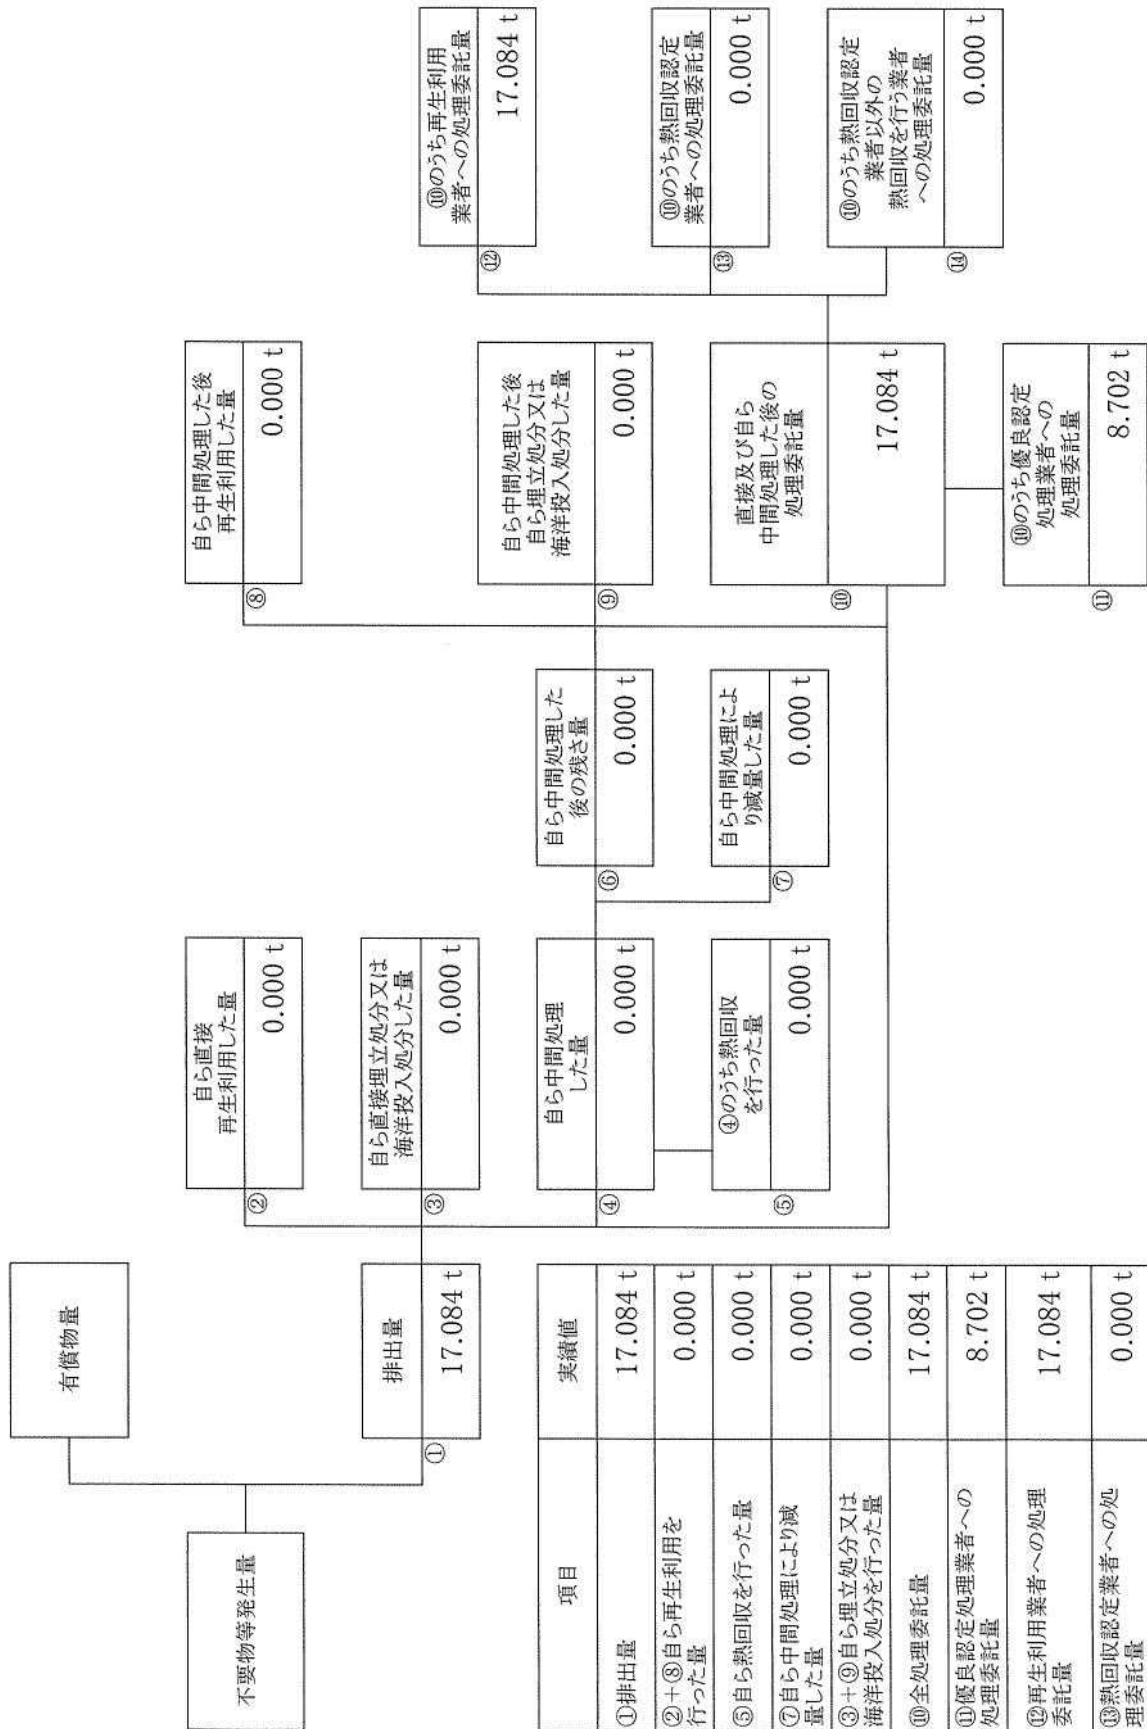 有償物量
不要物等発生量
排出量
①
17.084 t
自ら直接
再生利用した量
②
0.000 t
自ら直接埋立処分又は
海洋投入処分した量
③
0.000 t
自ら中間処理
した量
④
0.000 t
④のうち熱回収
を行った量
⑤
0.000 t
自ら中間処理した
後の残さ量
⑥
0.000 t
自ら中間処理によ
り減量した量
⑦
0.000 t
自ら中間処理した後
再生利用した量
⑧
0.000 t
自ら中間処理した後
自ら埋立処分又は
海洋投入処分した量
⑨
0.000 t
直接及び自ら
中間処理した後の
処理委託量
⑩
17.084 t
⑩のうち優良認定
処理業者への
処理委託量
⑪
8.702 t
⑩のうち再生利用
業者への処理委託量
⑫
17.084 t
⑩のうち熱回収認定
業者への処理委託量
⑬
0.000 t
⑩のうち熱回収認定
業者以外の
熱回収を行う業者
への処理委託量
⑭
0.000 t
項目 実績値
①排出量 17.084 t
②+⑧自ら再生利用を
行った量 0.000 t
⑤自ら熱回収を行った量 0.000 t
⑦自ら中間処理により減
量した量 0.000 t
③+⑨自ら埋立処分又は
海洋投入処分を行った量 0.000 t
⑩全処理委託量 17.084 t
⑪優良認定処理業者への
処理委託量 8.702 t
⑫再生利用業者への処理
委託量 17.084 t
⑬熱回収認定業者への処
理委託量 0.000 t